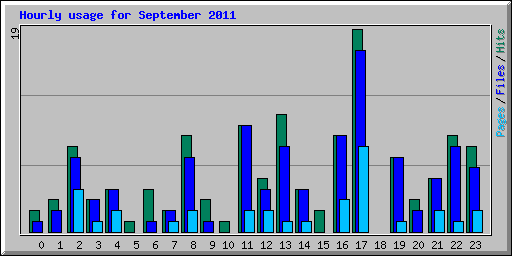 Hourly usage for September 2011
19
Pages / Files / Hits
0 1 2 3 4 5 6 7 8 9 10 11 12 13 14 15 16 17 18 19 20 21 22 23